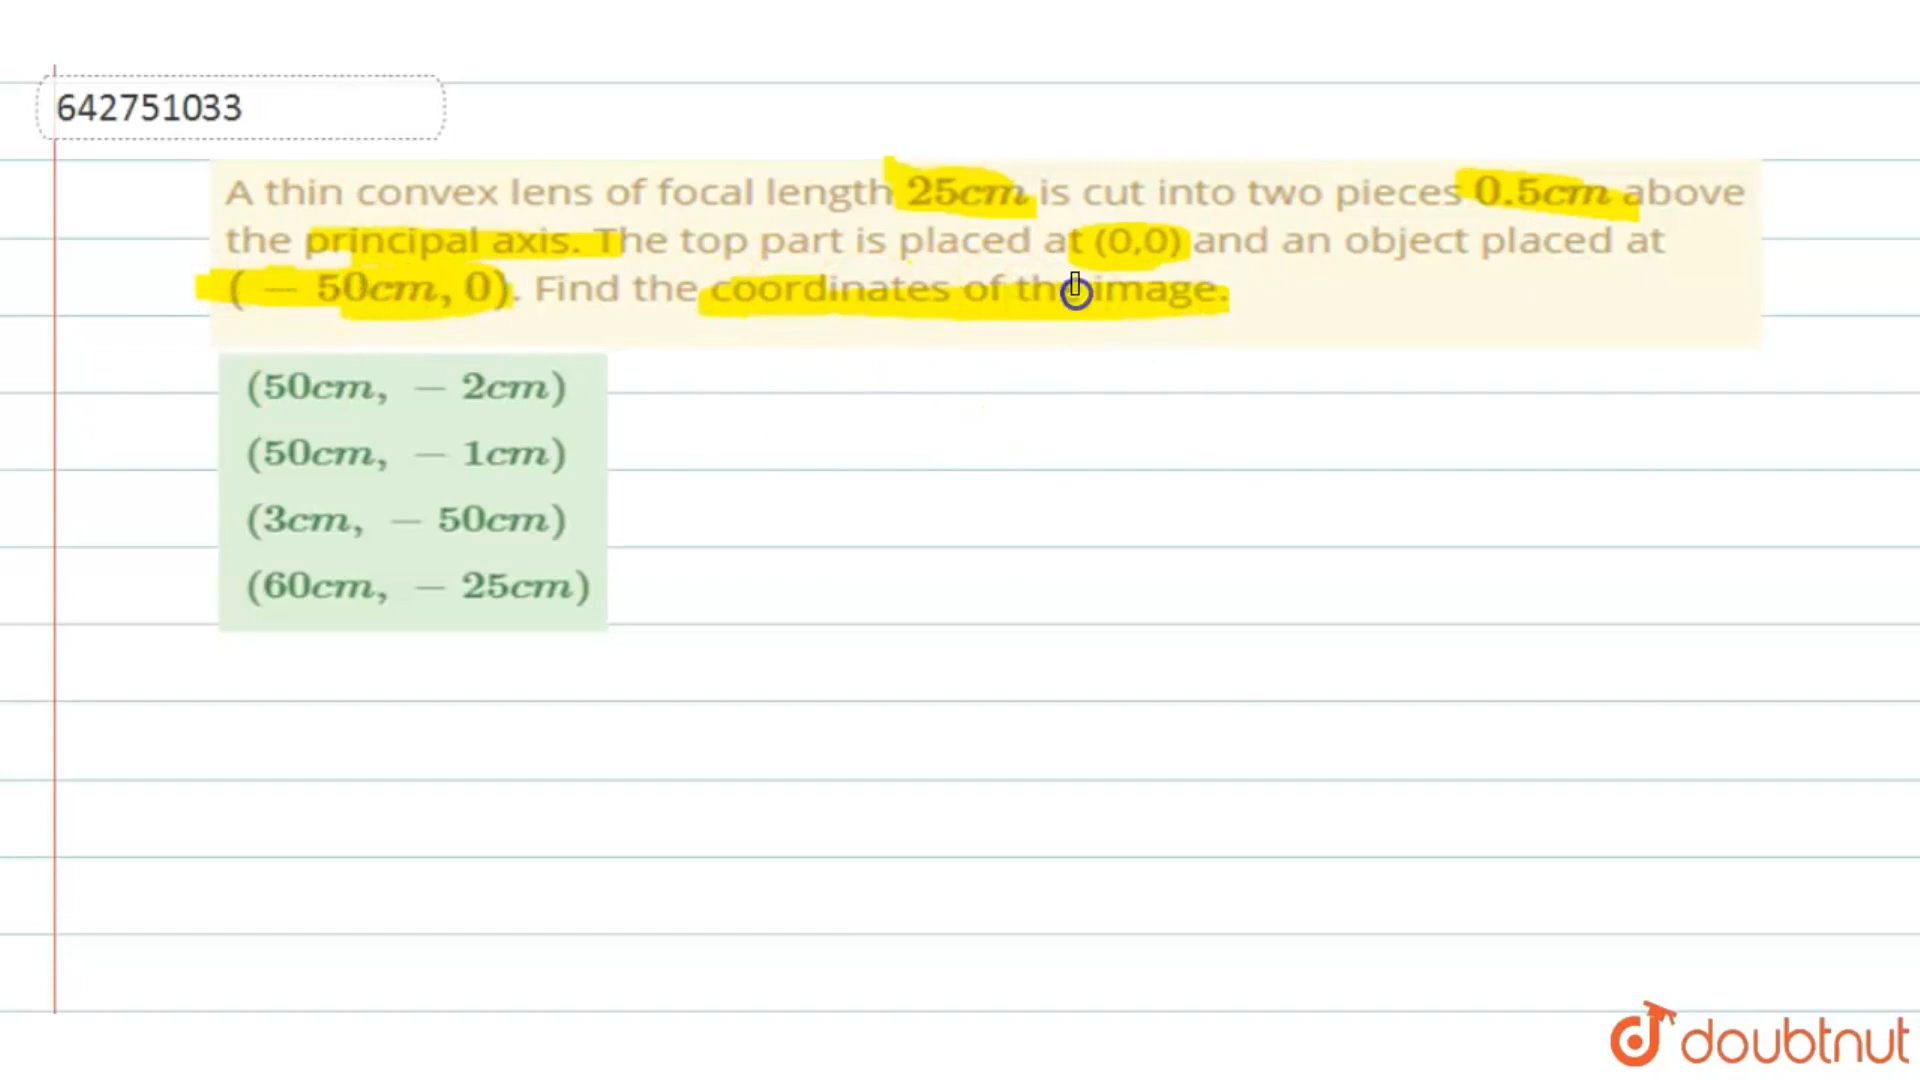 642751033
A thin convex lens of focal length 25cm is cut into two pieces 0.5cm above
the principal axis. The top part is placed at (0,0) and an object placed at
( − 50cm, 0). Find the coordinates of the image.
(50cm, − 2cm)
(50cm, − 1cm)
(3cm, − 50cm)
(60cm, − 25cm)
doubtnut